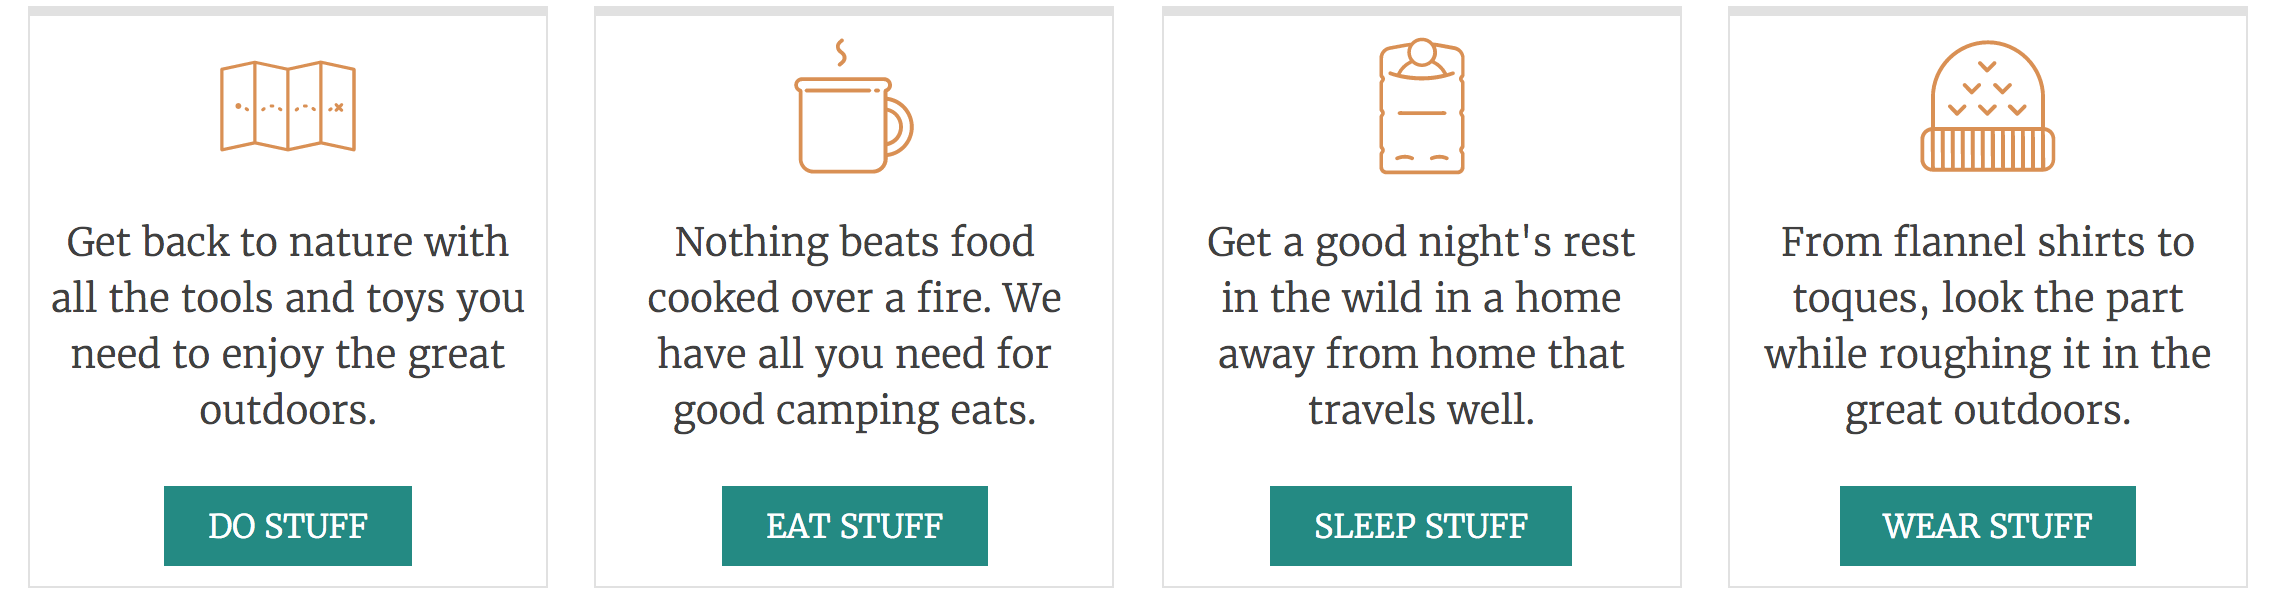 Get back to nature with
all the tools and toys you
need to enjoy the great
outdoors.
DO STUFF
Nothing beats food
cooked over a fire. We
have all you need for
good camping eats.
EAT STUFF
Get a good night's rest
in the wild in a home
away from home that
travels well.
SLEEP STUFF
From flannel shirts to
toques, look the part
while roughing it in the
great outdoors.
WEAR STUFF